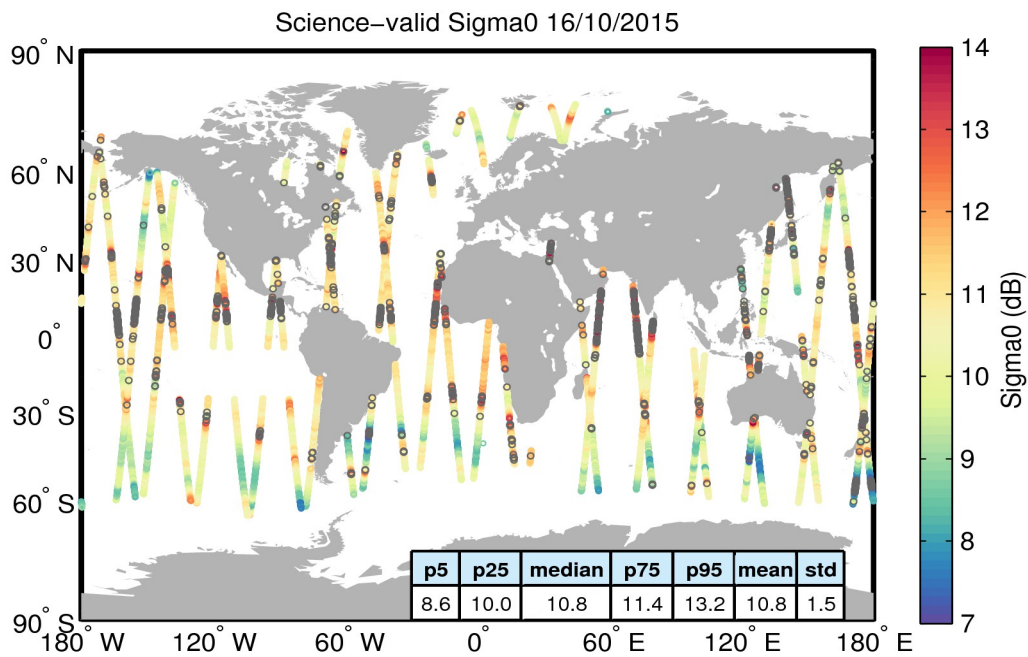 Science−valid Sigma0 16/10/2015
90° N
60° N
30° N
0°
30° S
60° S
90° S
180° W
120° W
60° W
0°
60° E
120° E
180° E
p5 p25 median p75 p95 mean std
8.6 10.0 10.8 11.4 13.2 10.8 1.5
14
13
12
11
10
9
8
7
Sigma0 (dB)